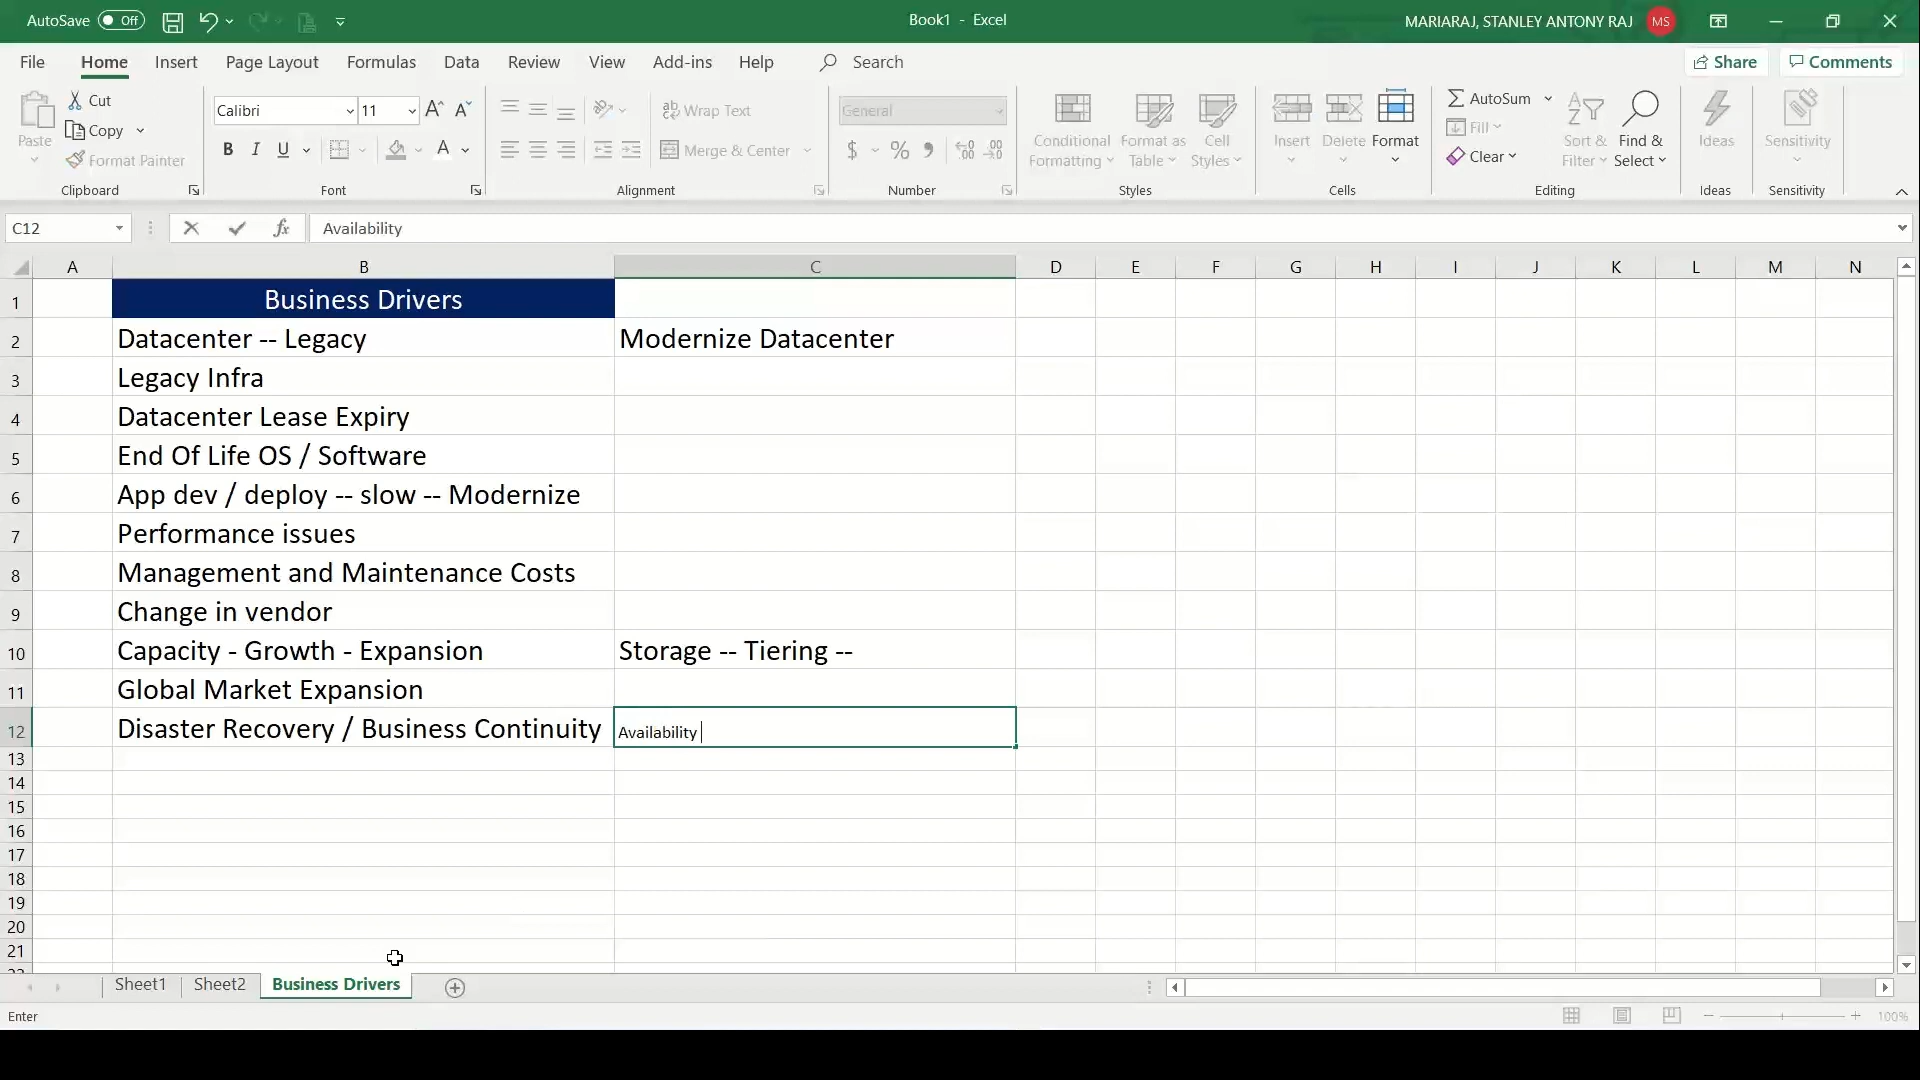 AutoSave Off
Book1 - Excel
MARIARAJ, STANLEY ANTONY RAJ MS
File Home Insert Page Layout Formulas Data Review View Add-ins Help Search
Share Comments
Paste
Cut
Copy
Format Painter
Clipboard
Calibri 11
B I U A
Font
Wrap Text
Merge & Center
Alignment
General
$ %
Number
Conditional Formatting
Format as Table
Cell Styles
Styles
Insert Delete Format
Cells
AutoSum
Fill
Clear
Sort & Filter
Find & Select
Editing
Ideas
Ideas
Sensitivity
Sensitivity
C12 fx Availability
A B C D E F G H I J K L M N
1 Business Drivers
2 Datacenter -- Legacy Modernize Datacenter
3 Legacy Infra
4 Datacenter Lease Expiry
5 End Of Life OS / Software
6 App dev / deploy -- slow -- Modernize
7 Performance issues
8 Management and Maintenance Costs
9 Change in vendor
10 Capacity - Growth - Expansion Storage -- Tiering --
11 Global Market Expansion
12 Disaster Recovery / Business Continuity Availability
13
14
15
16
17
18
19
20
21
Sheet1 Sheet2 Business Drivers
Enter
100%